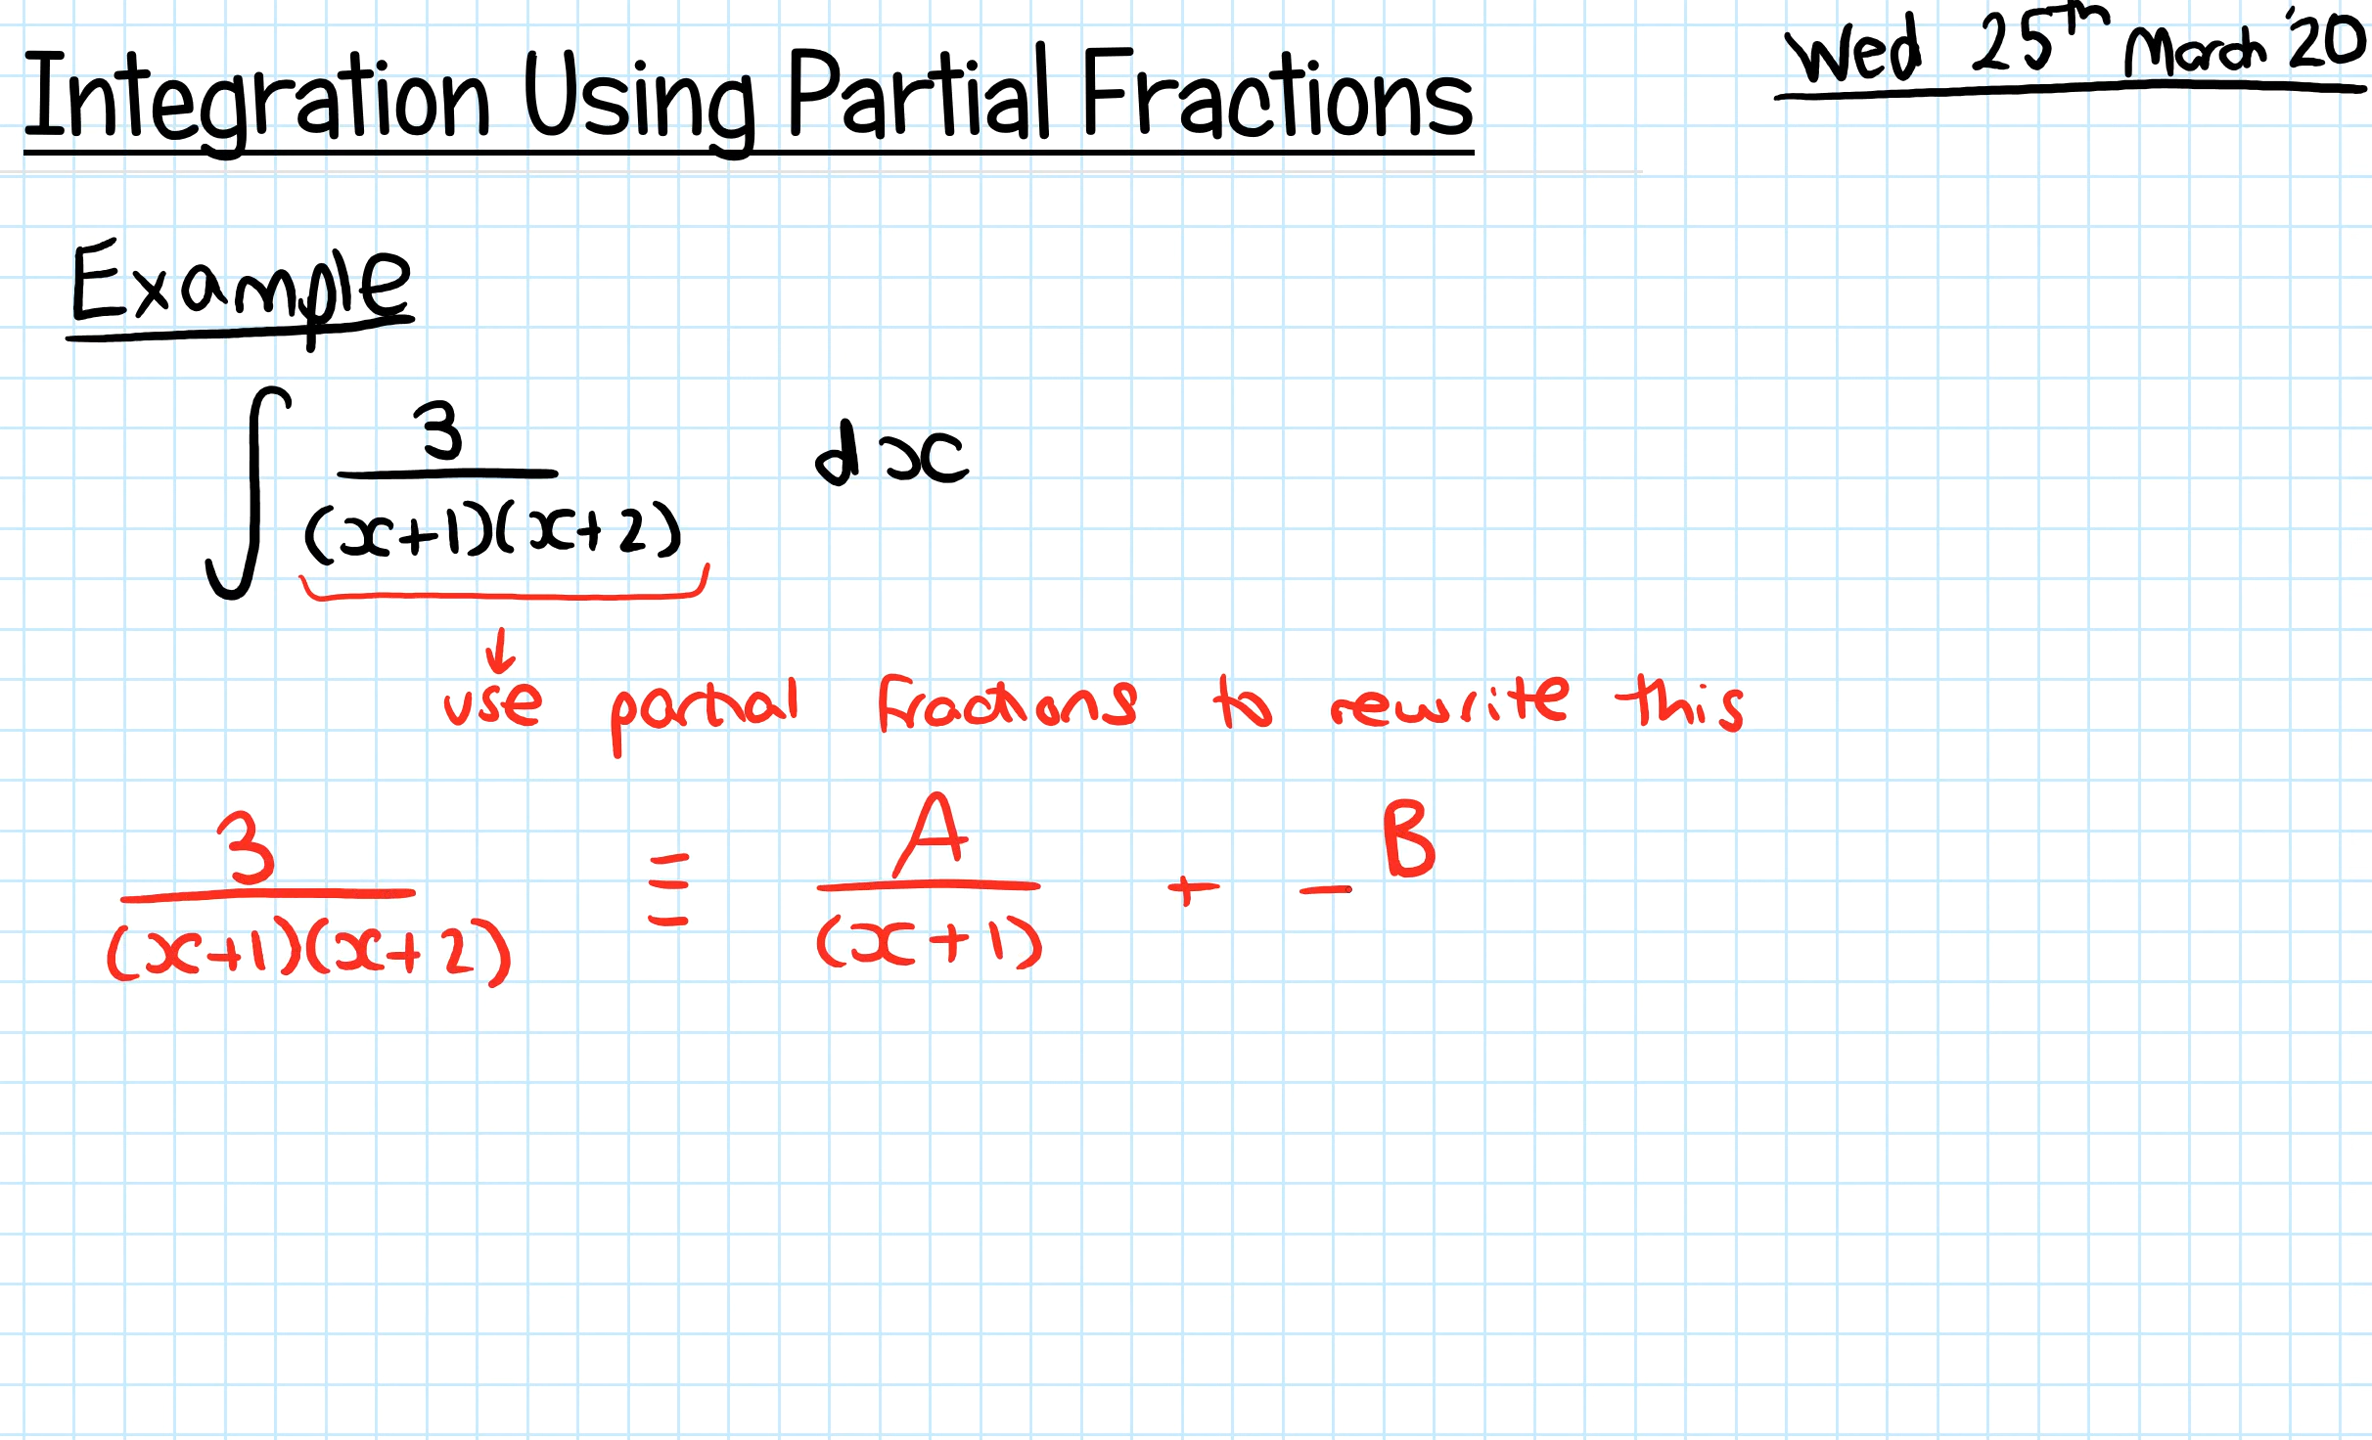 Integration Using Partial Fractions
Wed 25th March '20
Example
∫ 3/((x+1)(x+2)) dx
↓
use partial fractions to rewrite this
3/((x+1)(x+2)) ≡ A/(x+1) + B